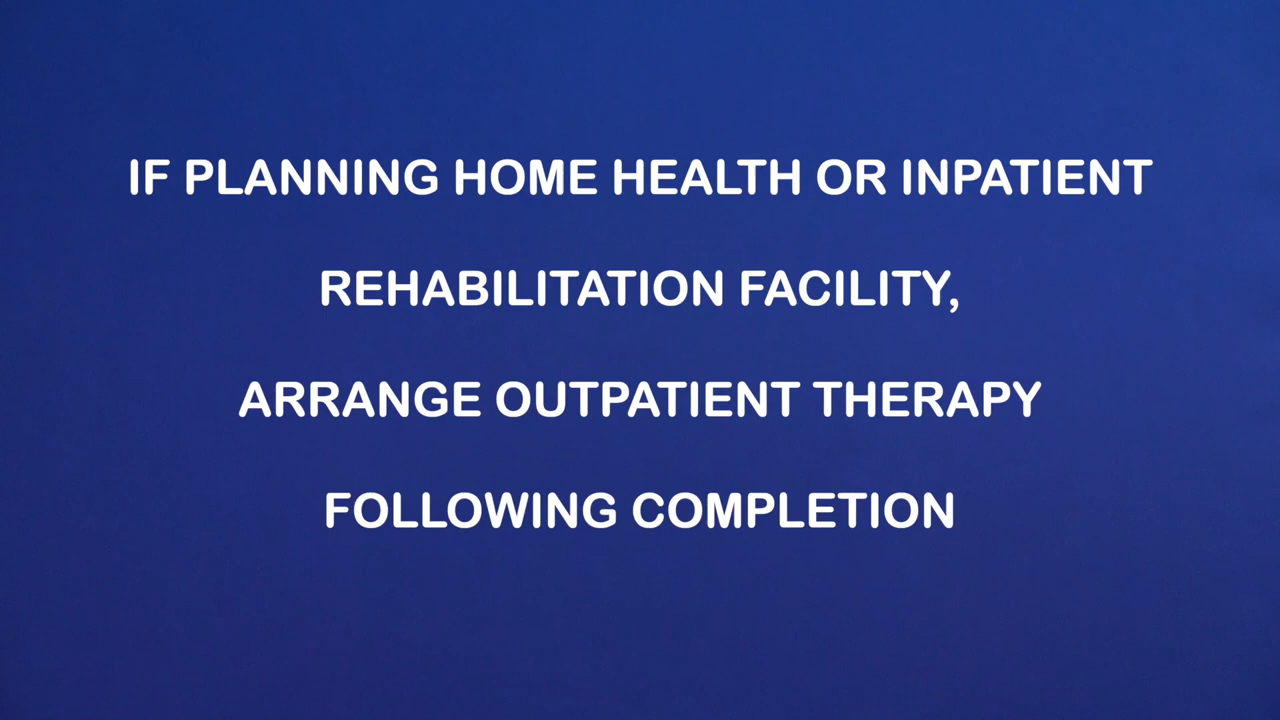 IF PLANNING HOME HEALTH OR INPATIENT
REHABILITATION FACILITY,
ARRANGE OUTPATIENT THERAPY
FOLLOWING COMPLETION